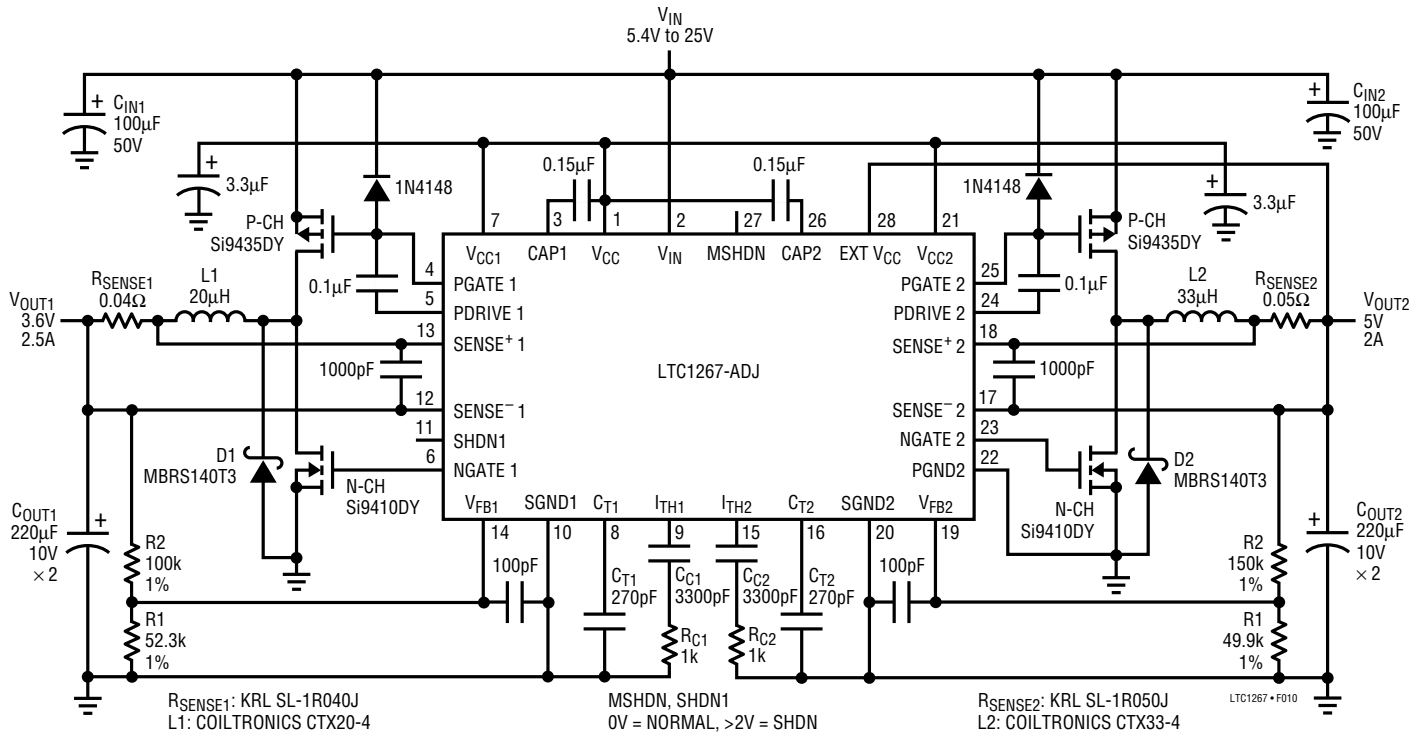 VIN
5.4V to 25V
CIN1
100µF
50V
+
CIN2
100µF
50V
+
3.3µF
+
1N4148
0.15µF
0.15µF
1N4148
3.3µF
+
P-CH
Si9435DY
P-CH
Si9435DY
7
3
1
2
27
26
28
21
VCC1
CAP1
VCC
VIN
MSHDN
CAP2
EXT VCC
VCC2
VOUT1
3.6V
2.5A
RSENSE1
0.04Ω
L1
20µH
0.1µF
4
PGATE 1
5
PDRIVE 1
13
SENSE+ 1
1000pF
12
SENSE– 1
11
SHDN1
6
NGATE 1
LTC1267-ADJ
25
PGATE 2
24
PDRIVE 2
18
SENSE+ 2
17
SENSE– 2
23
NGATE 2
22
PGND2
0.1µF
1000pF
L2
33µH
RSENSE2
0.05Ω
VOUT2
5V
2A
D1
MBRS140T3
N-CH
Si9410DY
N-CH
Si9410DY
D2
MBRS140T3
VFB1
SGND1
CT1
ITH1
ITH2
CT2
SGND2
VFB2
14
10
8
9
15
16
20
19
COUT1
220µF
10V
× 2
+
R2
100k
1%
R1
52.3k
1%
100pF
CT1
270pF
CC1
3300pF
RC1
1k
CC2
3300pF
RC2
1k
CT2
270pF
100pF
R2
150k
1%
R1
49.9k
1%
COUT2
220µF
10V
× 2
+
RSENSE1: KRL SL-1R040J
L1: COILTRONICS CTX20-4
MSHDN, SHDN1
0V = NORMAL, >2V = SHDN
RSENSE2: KRL SL-1R050J
L2: COILTRONICS CTX33-4
LTC1267 • F010